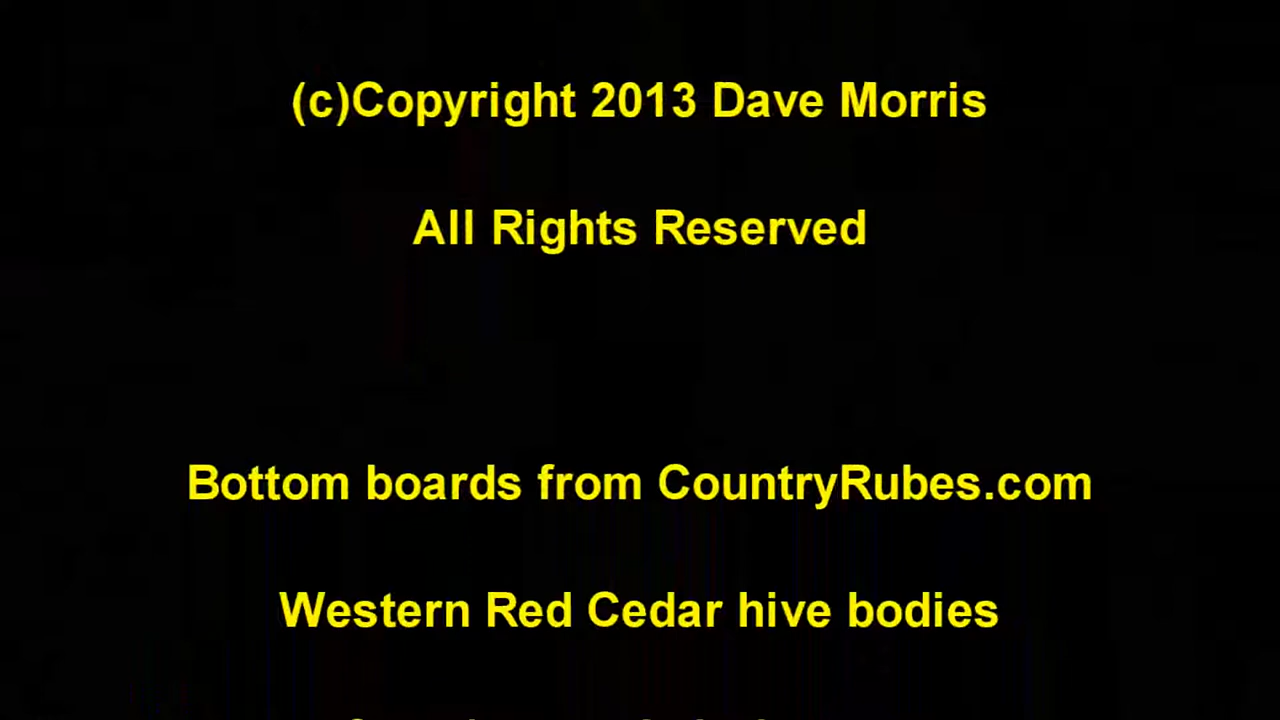 (c)Copyright 2013 Dave Morris
All Rights Reserved
Bottom boards from CountryRubes.com
Western Red Cedar hive bodies